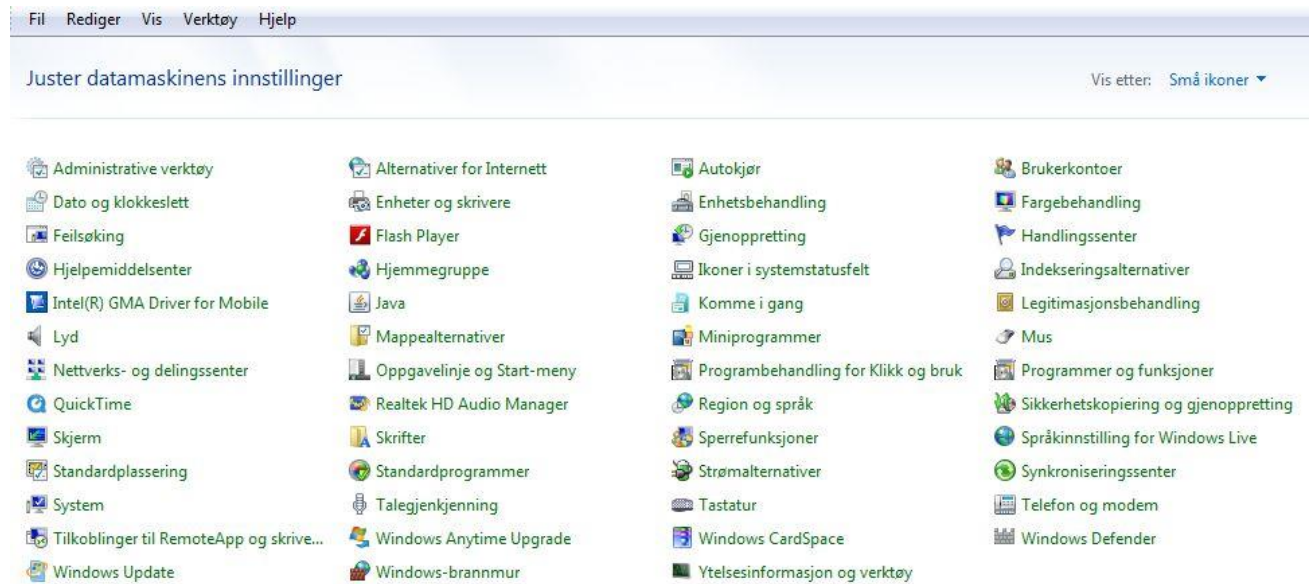 Fil Rediger Vis Verktøy Hjelp
Juster datamaskinens innstillinger
Vis etter: Små ikoner
Administrative verktøy Alternativer for Internett Autokjør Brukerkontoer
Dato og klokkeslett Enheter og skrivere Enhetsbehandling Fargebehandling
Feilsøking Flash Player Gjenoppretting Handlingssenter
Hjelpemiddelsenter Hjemmegruppe Ikoner i systemstatusfelt Indekseringsalternativer
Intel(R) GMA Driver for Mobile Java Komme i gang Legitimasjonsbehandling
Lyd Mappealternativer Miniprogrammer Mus
Nettverks- og delingssenter Oppgavelinje og Start-meny Programbehandling for Klikk og bruk Programmer og funksjoner
QuickTime Realtek HD Audio Manager Region og språk Sikkerhetskopiering og gjenoppretting
Skjerm Skrifter Sperrefunksjoner Språkinnstilling for Windows Live
Standardplassering Standardprogrammer Strømalternativer Synkroniseringssenter
System Talegjenkjenning Tastatur Telefon og modem
Tilkoblinger til RemoteApp og skrive... Windows Anytime Upgrade Windows CardSpace Windows Defender
Windows Update Windows-brannmur Ytelsesinformasjon og verktøy